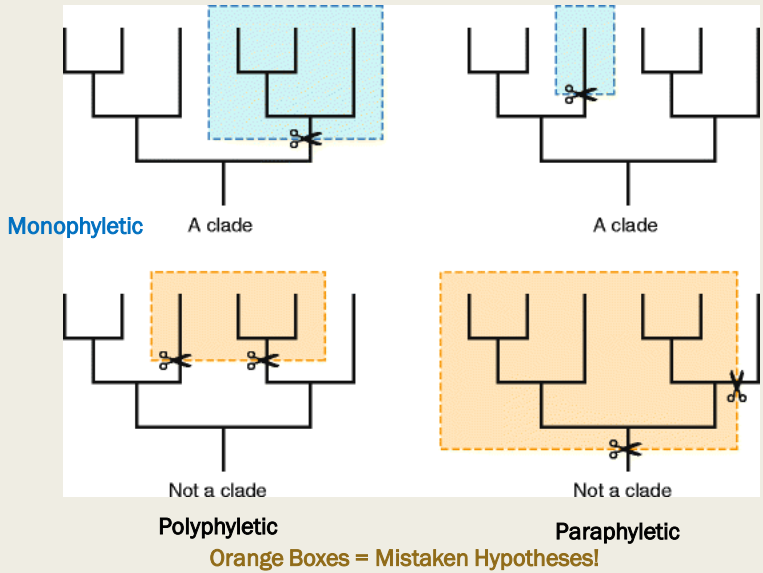 Monophyletic
A clade
A clade
Not a clade
Not a clade
Polyphyletic
Paraphyletic
Orange Boxes = Mistaken Hypotheses!